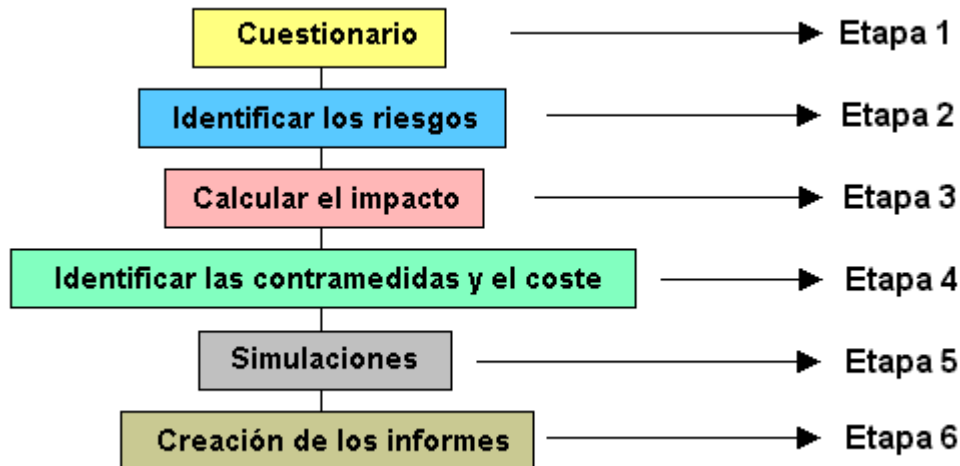 Cuestionario
Etapa 1
Identificar los riesgos
Etapa 2
Calcular el impacto
Etapa 3
Identificar las contramedidas y el coste
Etapa 4
Simulaciones
Etapa 5
Creación de los informes
Etapa 6